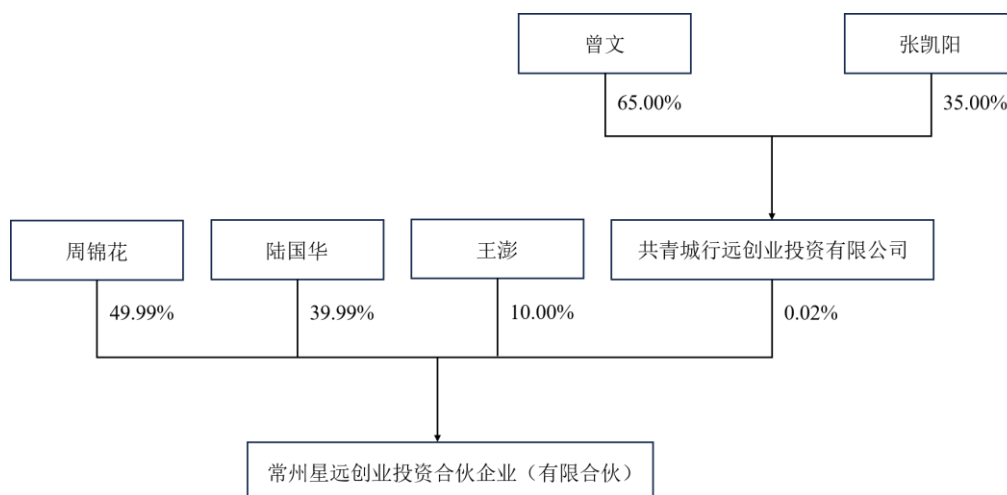 曾文
张凯阳
65.00%
35.00%
周锦花
陆国华
王澎
共青城行远创业投资有限公司
49.99%
39.99%
10.00%
0.02%
常州星远创业投资合伙企业（有限合伙）